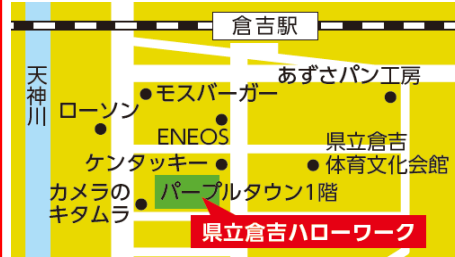 倉吉駅
天神川
あずさパン工房
モスバーガー
ローソン
ENEOS
県立倉吉
体育文化会館
ケンタッキー
カメラの
キタムラ
パープルタウン1階
県立倉吉ハローワーク